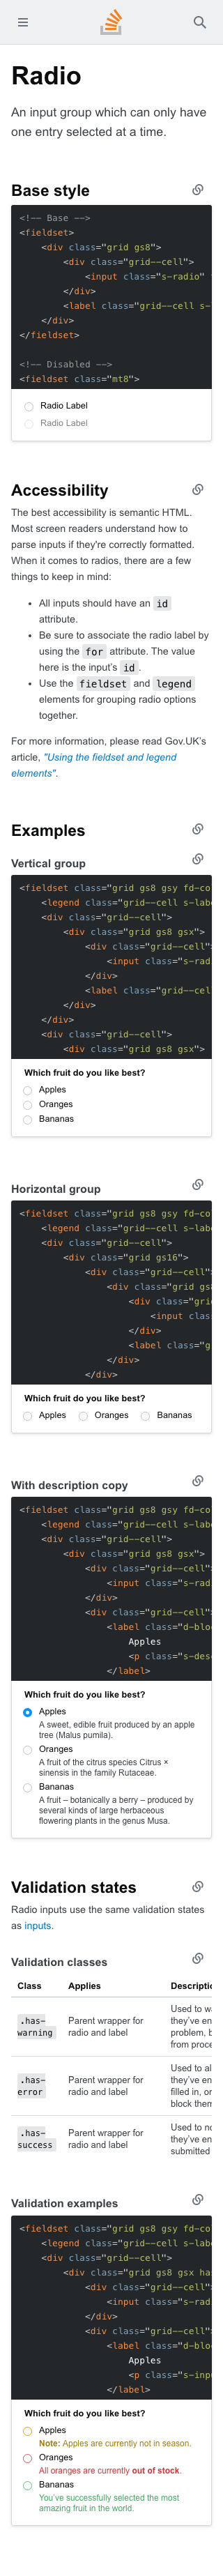 Radio
An input group which can only have
one entry selected at a time.
Base style
<!-- Base -->
<fieldset>
<div class="grid gs8">
<div class="grid--cell">
<input class="s-radio"
</div>
<label class="grid--cell s-
</div>
</fieldset>
<!-- Disabled -->
<fieldset class="mt8">
Radio Label
Radio Label
Accessibility
The best accessibility is semantic HTML.
Most screen readers understand how to
parse inputs if they're correctly formatted.
When it comes to radios, there are a few
things to keep in mind:
• All inputs should have an id
attribute.
• Be sure to associate the radio label by
using the for attribute. The value
here is the input's id.
• Use the fieldset and legend
elements for grouping radio options
together.
For more information, please read Gov.UK's
article, "Using the fieldset and legend
elements".
Examples
Vertical group
<fieldset class="grid gs8 gsy fd-co
<legend class="grid--cell s-labe
<div class="grid--cell">
<div class="grid gs8 gsx">
<div class="grid--cell">
<input class="s-rad
</div>
<label class="grid--cel
</div>
</div>
<div class="grid--cell">
<div class="grid gs8 gsx">
Which fruit do you like best?
Apples
Oranges
Bananas
Horizontal group
<fieldset class="grid gs8 gsy fd-co
<legend class="grid--cell s-labe
<div class="grid--cell">
<div class="grid gs16">
<div class="grid--cell"
<div class="grid gs8
<div class="gri
<input clas
</div>
<label class="g
</div>
</div>
Which fruit do you like best?
Apples Oranges Bananas
With description copy
<fieldset class="grid gs8 gsy fd-co
<legend class="grid--cell s-labe
<div class="grid--cell">
<div class="grid gs8 gsx">
<div class="grid--cell"
<input class="s-rad
</div>
<div class="grid--cell"
<label class="d-blo
Apples
<p class="s-des
</label>
Which fruit do you like best?
Apples
A sweet, edible fruit produced by an apple
tree (Malus pumila).
Oranges
A fruit of the citrus species Citrus ×
sinensis in the family Rutaceae.
Bananas
A fruit – botanically a berry – produced by
several kinds of large herbaceous
flowering plants in the genus Musa.
Validation states
Radio inputs use the same validation states
as inputs.
Validation classes
Class Applies Descriptio
.has-warning Parent wrapper for radio and label Used to wa
they've en
problem, b
from proce
.has-error Parent wrapper for radio and label Used to al
they've en
filled in, or
block them
.has-success Parent wrapper for radio and label Used to no
they've en
submitted
Validation examples
<fieldset class="grid gs8 gsy fd-co
<legend class="grid--cell s-labe
<div class="grid--cell">
<div class="grid gs8 gsx ha
<div class="grid--cell"
<input class="s-rad
</div>
<div class="grid--cell"
<label class="d-blo
Apples
<p class="s-inp
</label>
Which fruit do you like best?
Apples
Note: Apples are currently not in season.
Oranges
All oranges are currently out of stock.
Bananas
You've successfully selected the most
amazing fruit in the world.